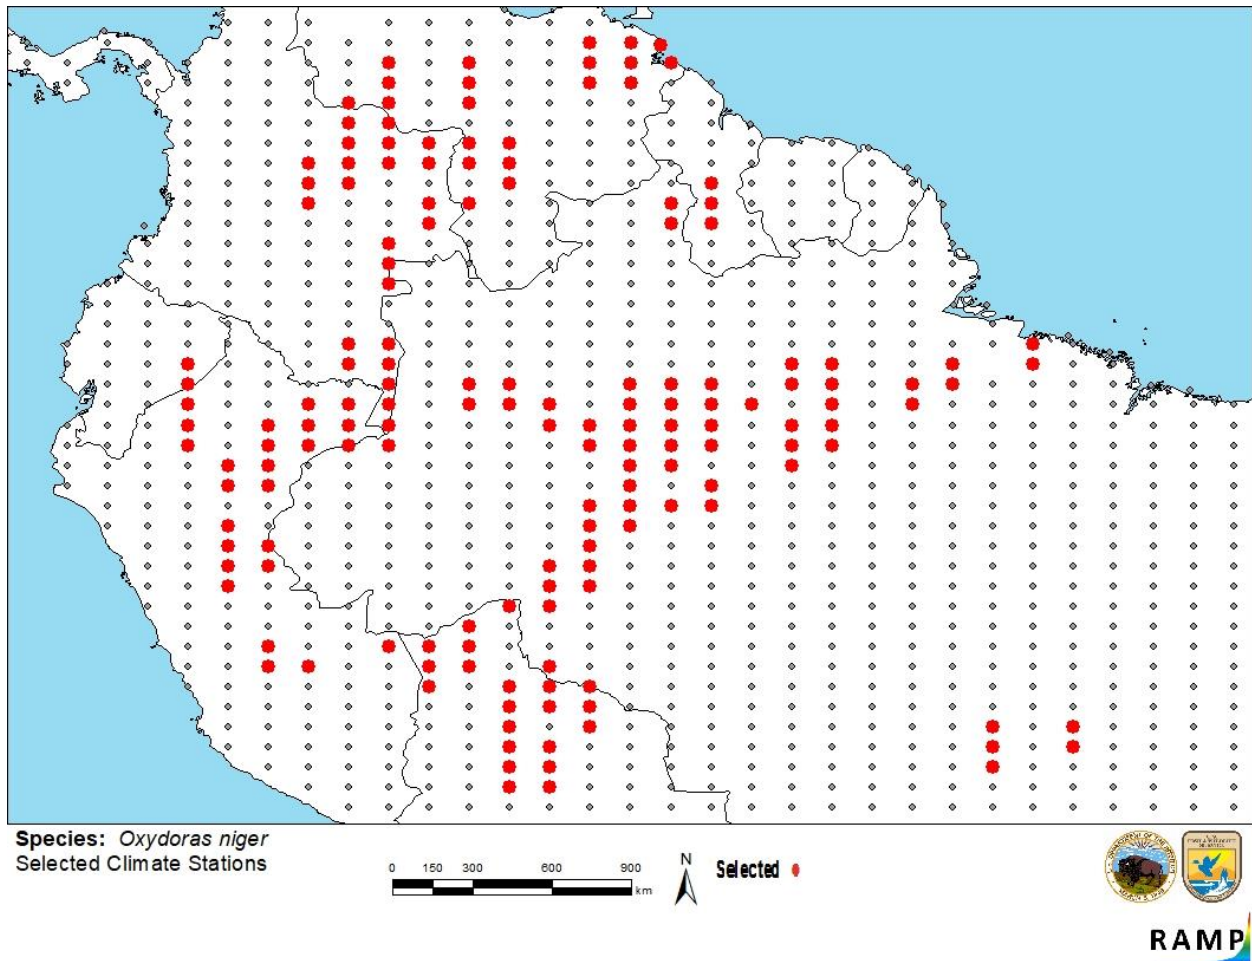 Species: Oxydoras niger
Selected Climate Stations
0 150 300 600 900
km
N
Selected
RAMP